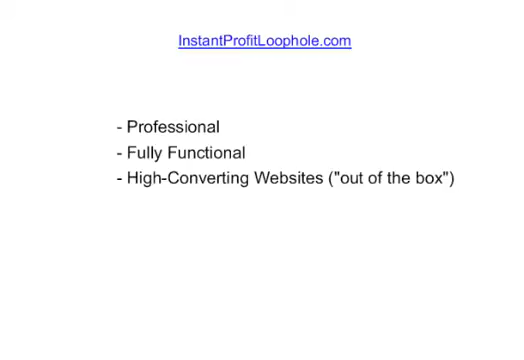 InstantProfitLoophole.com
- Professional
- Fully Functional
- High-Converting Websites ("out of the box")